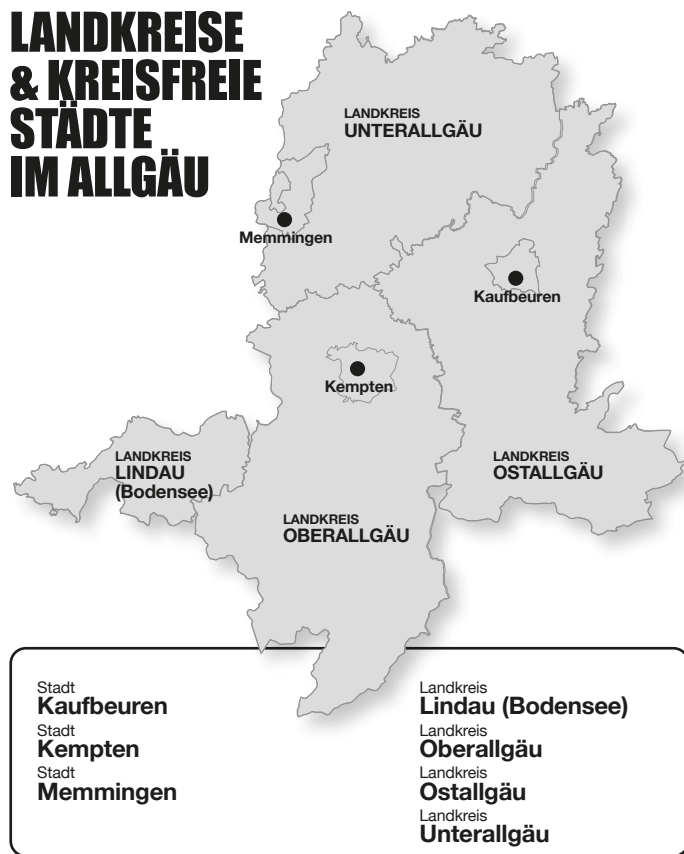 LANDKREISE
& KREISFREIE
STÄDTE
IM ALLGÄU
LANDKREIS
UNTERALLGÄU
Memmingen
Kaufbeuren
Kempten
LANDKREIS
LINDAU
(Bodensee)
LANDKREIS
OSTALLGÄU
LANDKREIS
OBERALLGÄU
Stadt
Kaufbeuren
Stadt
Kempten
Stadt
Memmingen
Landkreis
Lindau (Bodensee)
Landkreis
Oberallgäu
Landkreis
Ostallgäu
Landkreis
Unterallgäu